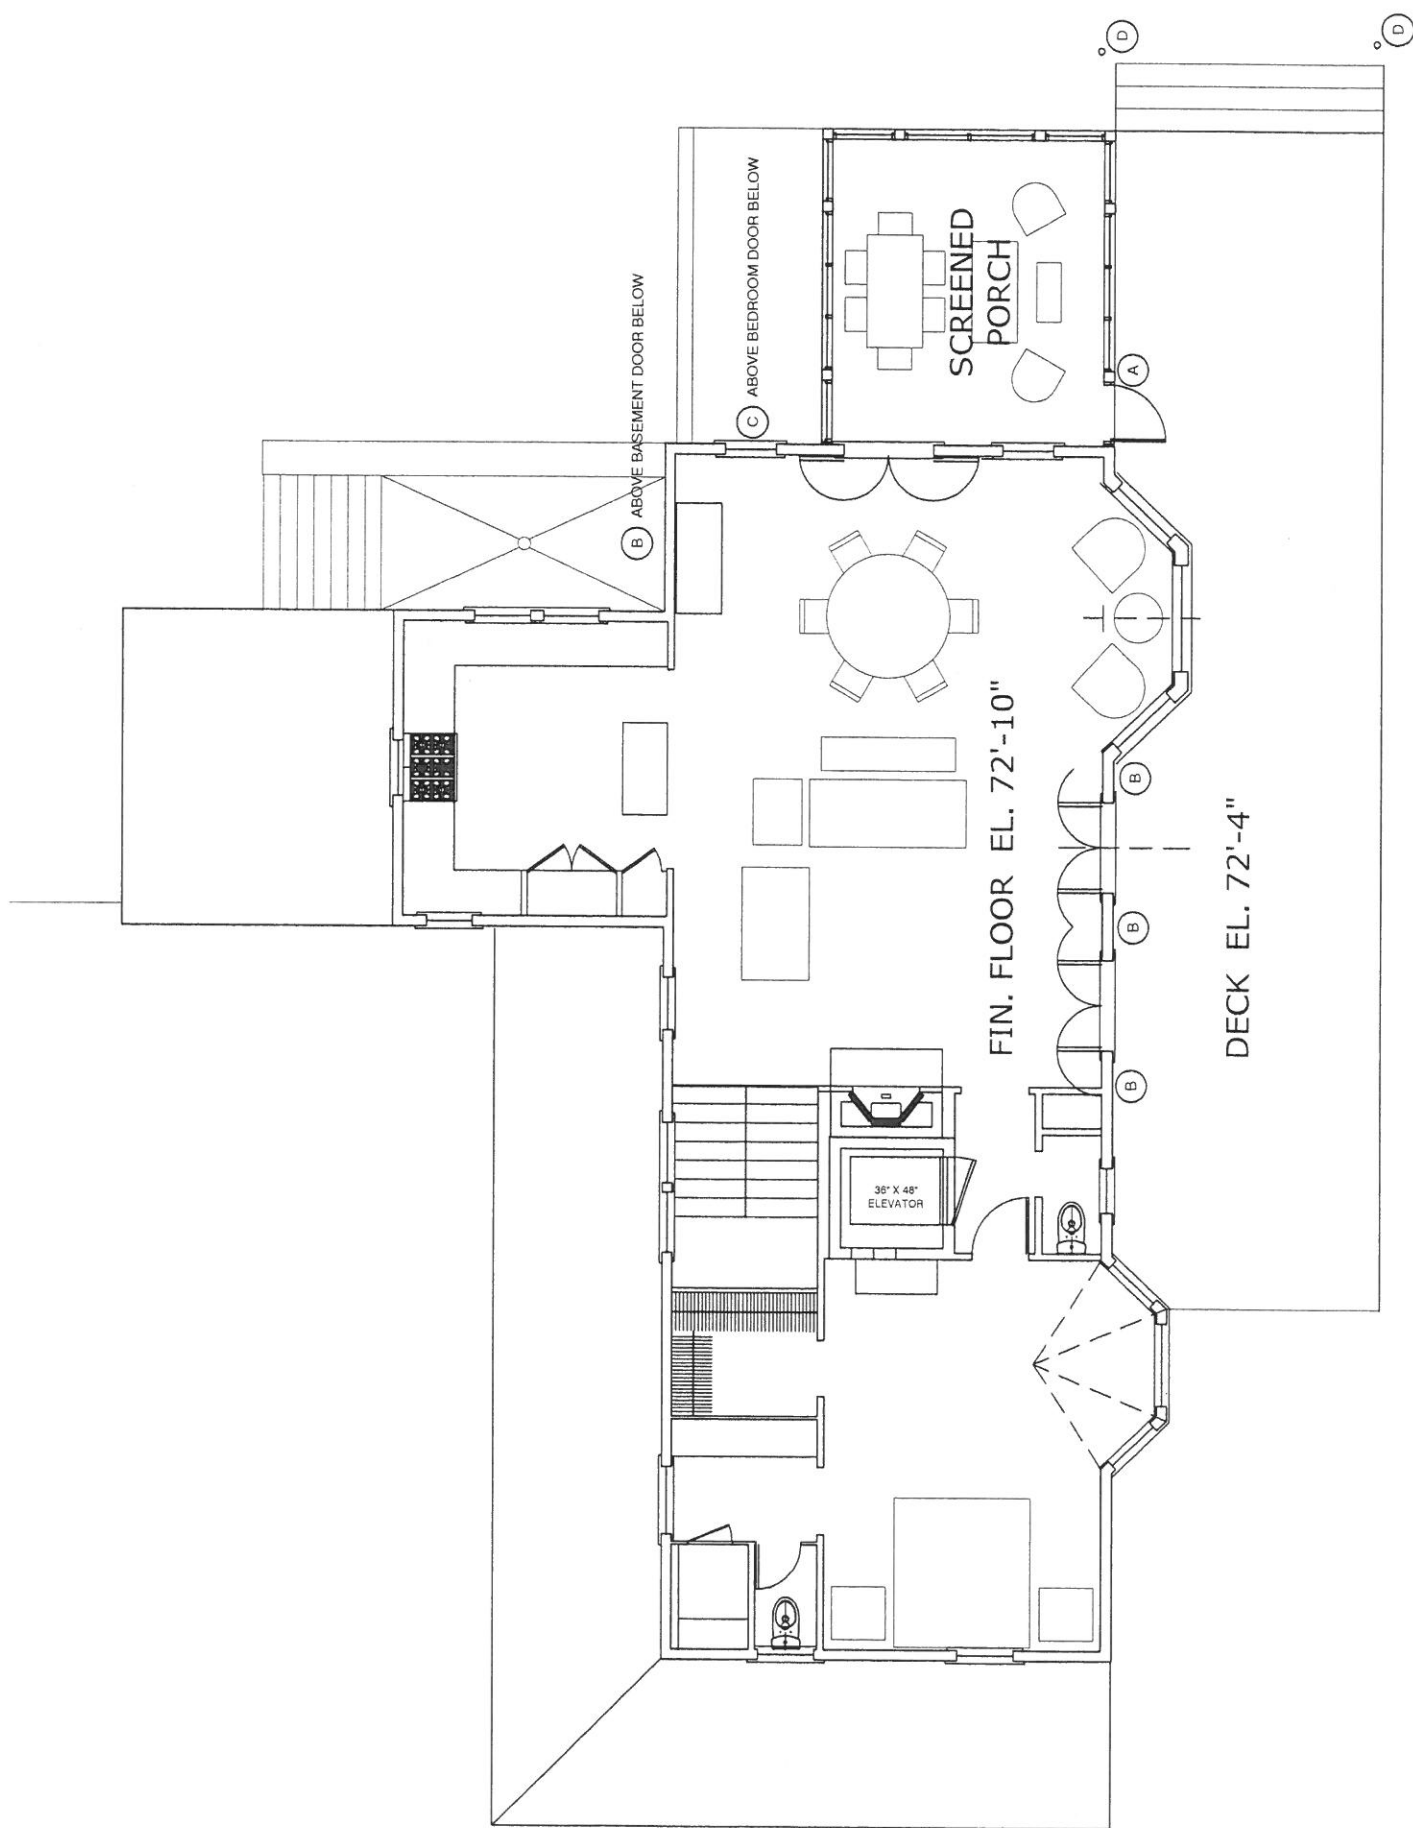 D
D
C ABOVE BEDROOM DOOR BELOW
B ABOVE BASEMENT DOOR BELOW
SCREENED
PORCH
A
FIN. FLOOR EL. 72'-10"
B
B
B
DECK EL. 72'-4"
36" X 48"
ELEVATOR